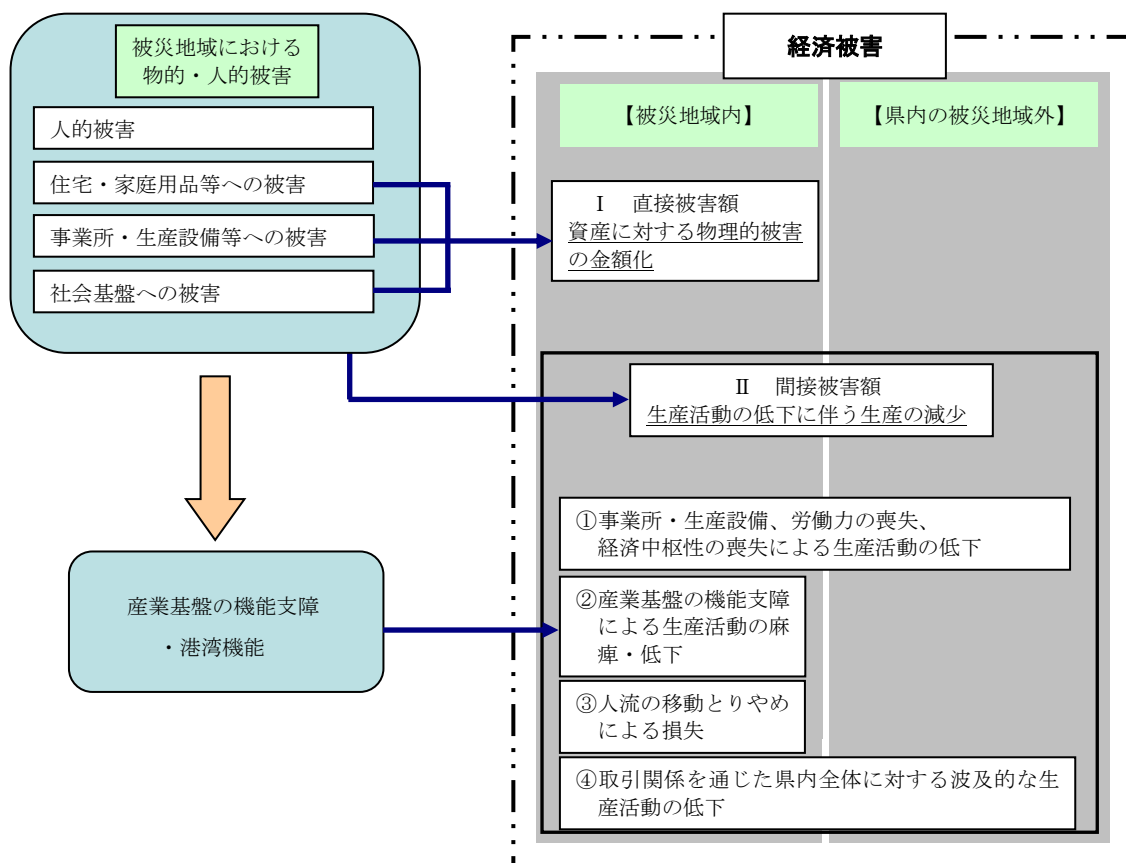 被災地域における
物的・人的被害
人的被害
住宅・家庭用品等への被害
事業所・生産設備等への被害
社会基盤への被害
産業基盤の機能支障
・港湾機能
経済被害
【被災地域内】
【県内の被災地域外】
Ⅰ 直接被害額
資産に対する物理的被害
の金額化
Ⅱ 間接被害額
生産活動の低下に伴う生産の減少
①事業所・生産設備、労働力の喪失、
経済中枢性の喪失による生産活動の低下
②産業基盤の機能支障
による生産活動の麻
痺・低下
③人流の移動とりやめ
による損失
④取引関係を通じた県内全体に対する波及的な生
産活動の低下